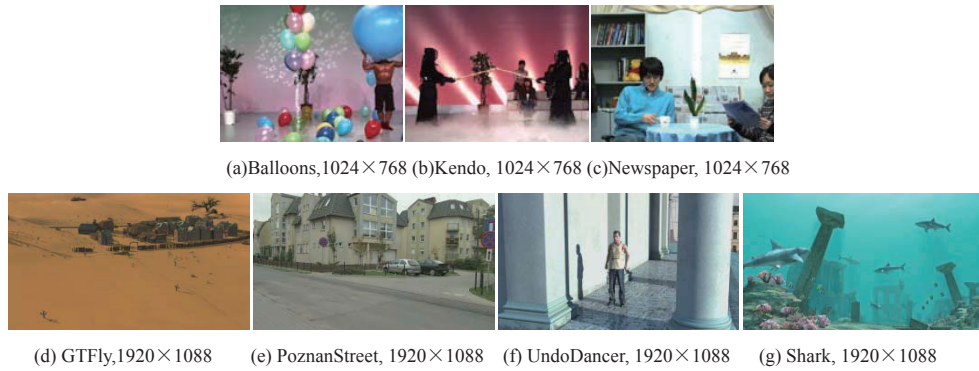 (a)Balloons,1024×768 (b)Kendo, 1024×768 (c)Newspaper, 1024×768
(d) GTFly,1920×1088 (e) PoznanStreet, 1920×1088 (f) UndoDancer, 1920×1088 (g) Shark, 1920×1088